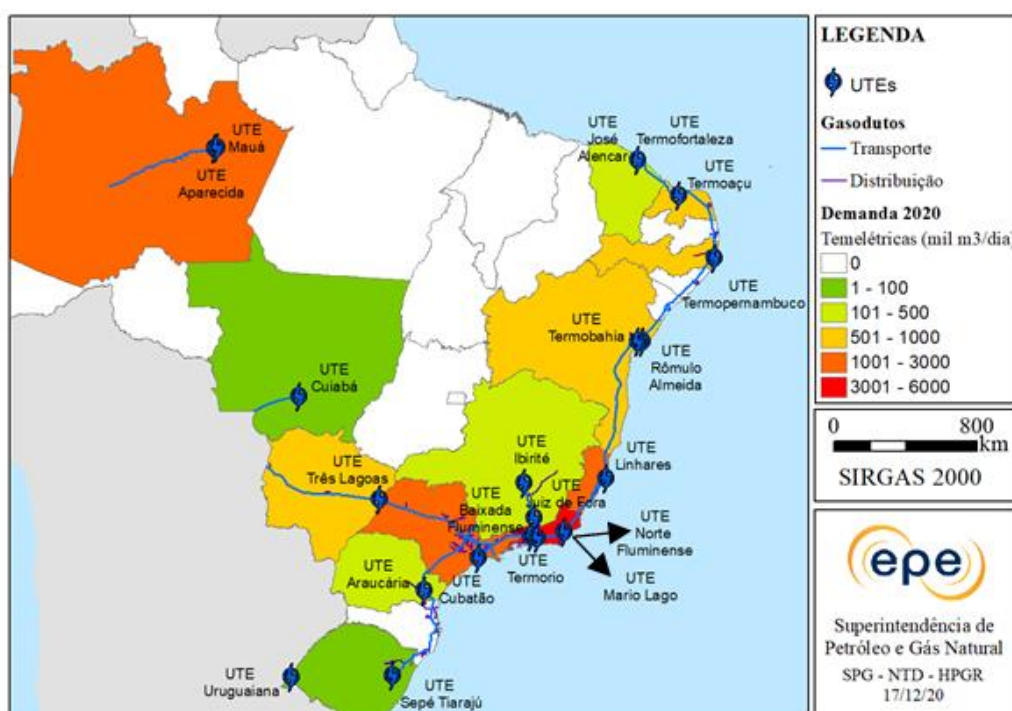 UTE
Mauá
UTE
Aparecida
UTE
José
Alencar
UTE
Termofortaleza
UTE
Termoaçu
UTE
Termopernambuco
UTE
Termobahia
UTE
Rômulo
Almeida
UTE
Cuiabá
UTE
Ibirité
UTE
Linhares
UTE
Três Lagoas
UTE
Baixada
Fluminense
UTE
Juiz de Fora
UTE
Norte
Fluminense
UTE
Termorio
UTE
Mario Lago
UTE
Araucária
UTE
Cubatão
UTE
Uruguaiana
UTE
Sepé Tiarajú
LEGENDA
UTEs
Gasodutos
Transporte
Distribuição
Demanda 2020
Temelétricas (mil m3/dia)
0
1 - 100
101 - 500
501 - 1000
1001 - 3000
3001 - 6000
0 800
km
SIRGAS 2000
epe
Superintendência de
Petróleo e Gás Natural
SPG - NTD - HPGR
17/12/20